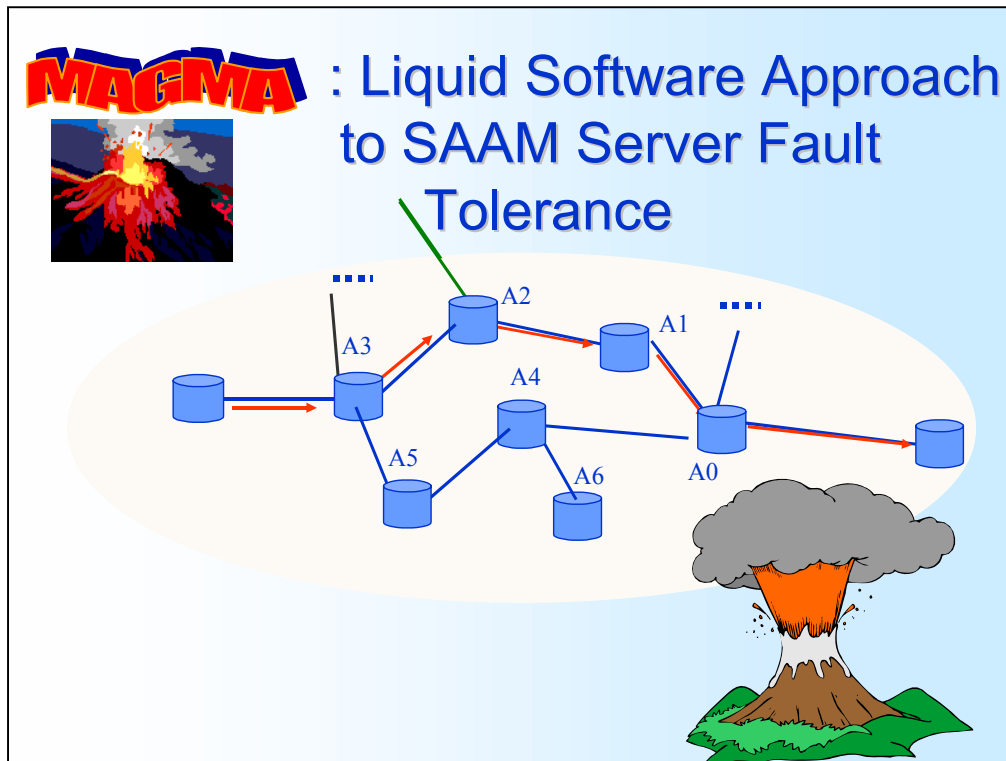 MAGMA : Liquid Software Approach
to SAAM Server Fault
Tolerance
A2
A1
A3
A4
A5
A6
A0